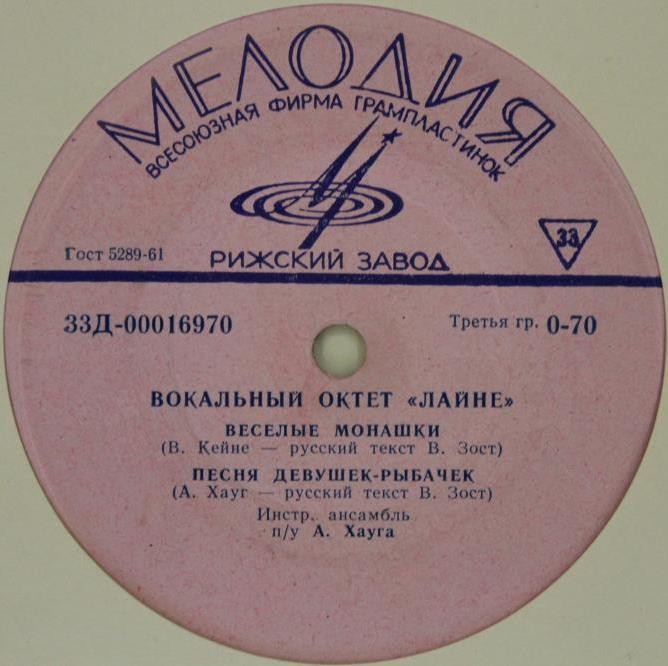 МЕЛОДИЯ
ВСЕСОЮЗНАЯ ФИРМА ГРАМПЛАСТИНОК
Гост 5289-61
РИЖСКИЙ ЗАВОД
33
33Д-00016970
Третья гр. 0-70
ВОКАЛЬНЫЙ ОКТЕТ «ЛАЙНЕ»
ВЕСЕЛЫЕ МОНАШКИ
(В. Кейне — русский текст В. Зост)
ПЕСНЯ ДЕВУШЕК-РЫБАЧЕК
(А. Хауг — русский текст В. Зост)
Инстр. ансамбль
п/у А. Хауга